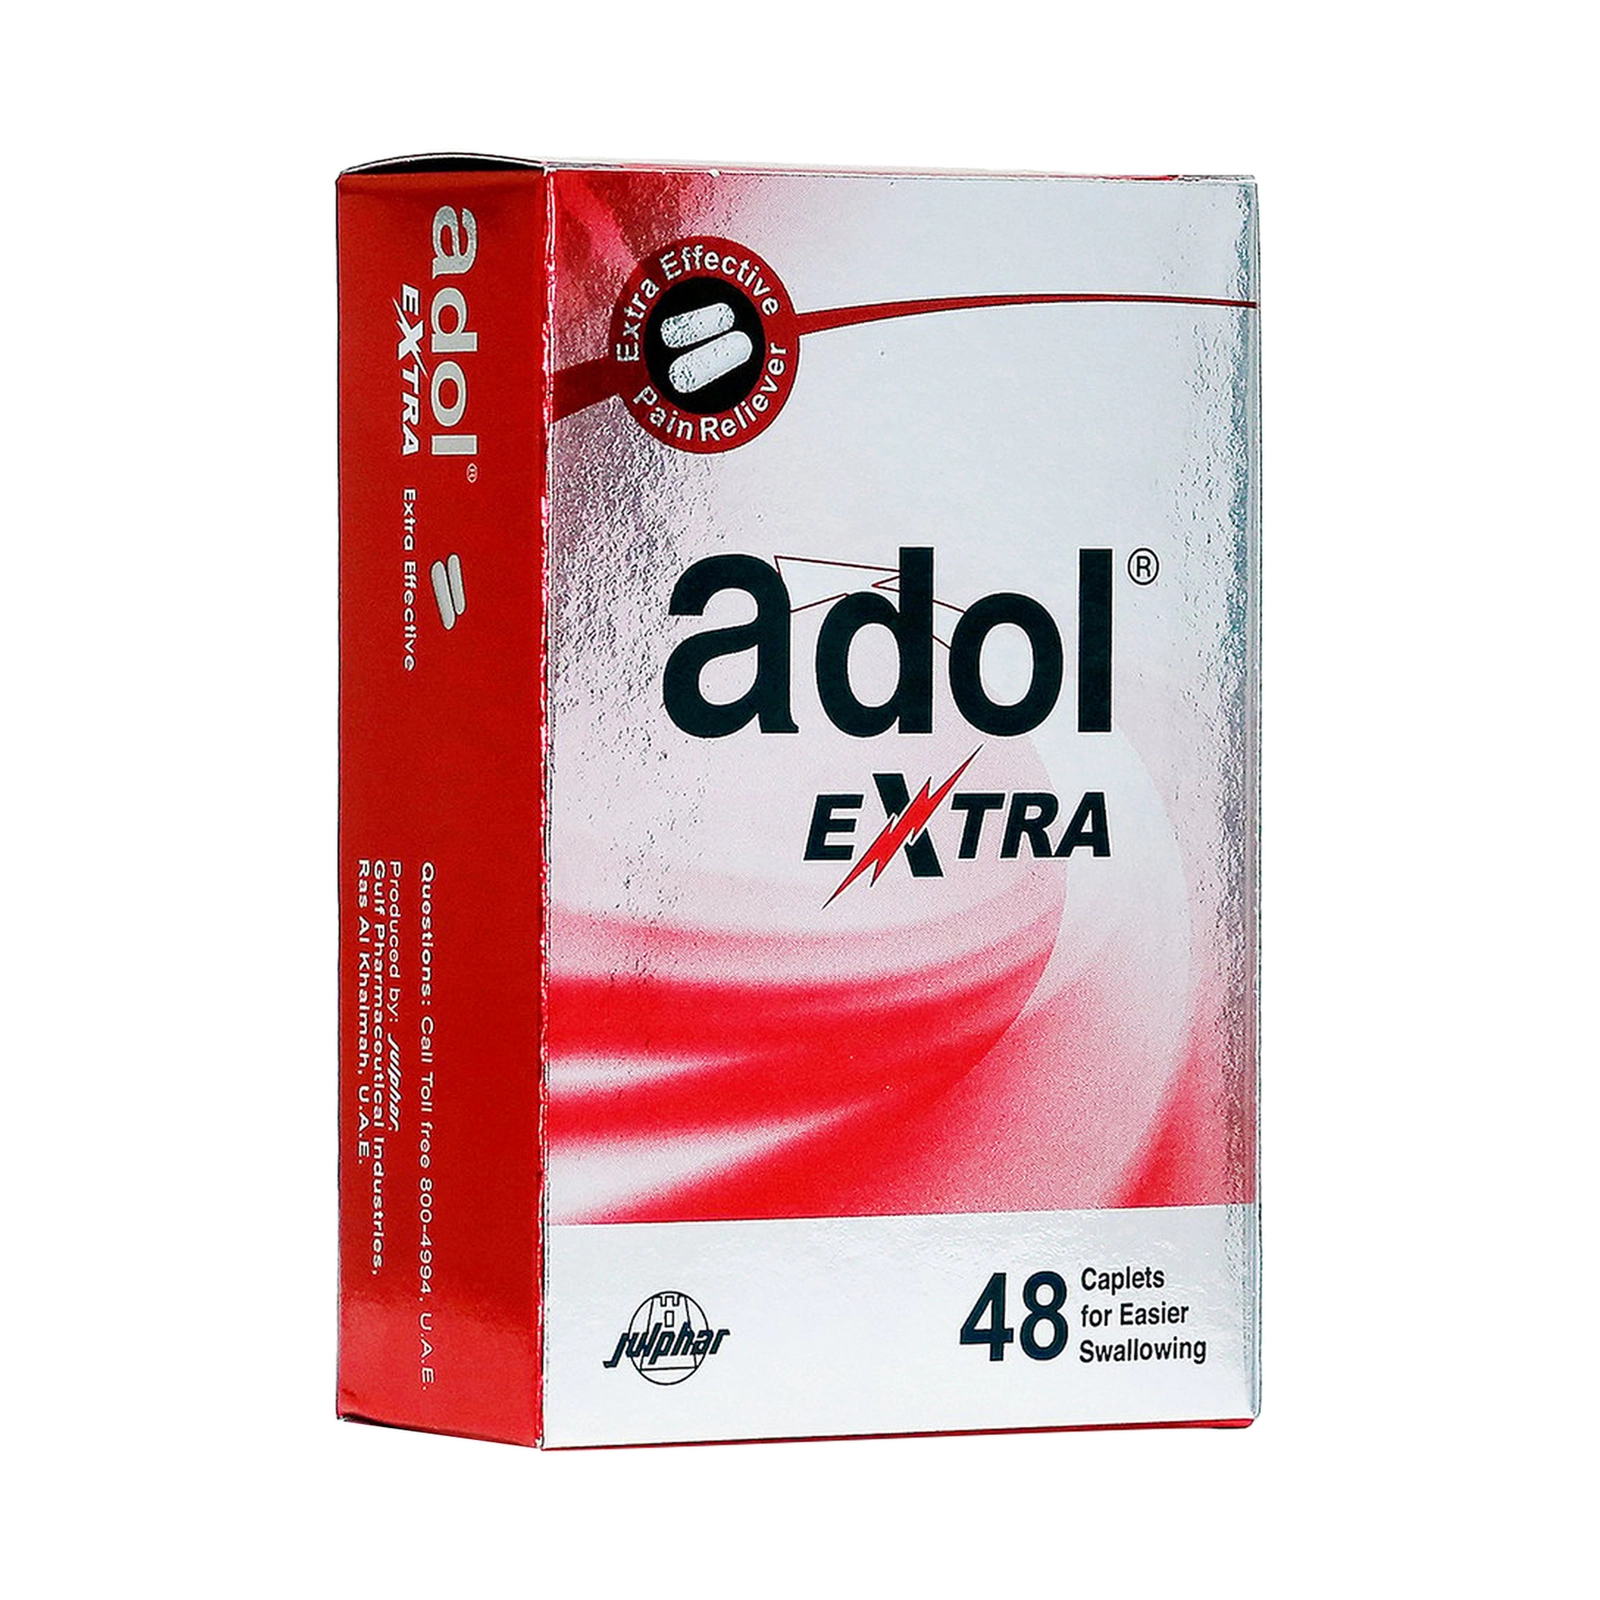 adol®
EXTRA Extra Effective
Questions: Call Toll free 800-4994, U.A.E.
Produced by: Julphar
Gulf Pharmaceutical Industries,
Ras Al Khaimah, U.A.E.
Extra Effective
Pain Reliever
adol®
EXTRA
Julphar
48 Caplets
for Easier
Swallowing